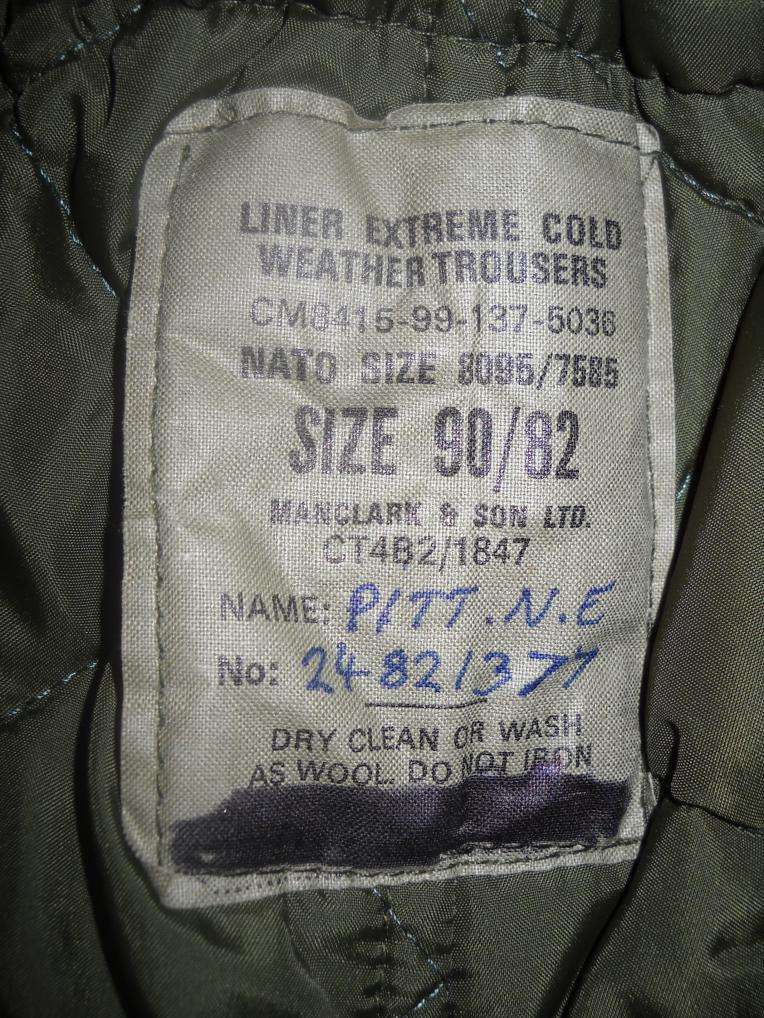 LINER EXTREME COLD
WEATHER TROUSERS
CM8415-99-137-5036
NATO SIZE 8095/7585
SIZE 90/82
MANCLARK & SON LTD.
CT4B2/1847
NAME: PITT.N.E
No: 24821377
DRY CLEAN OR WASH
AS WOOL. DO NOT IRON